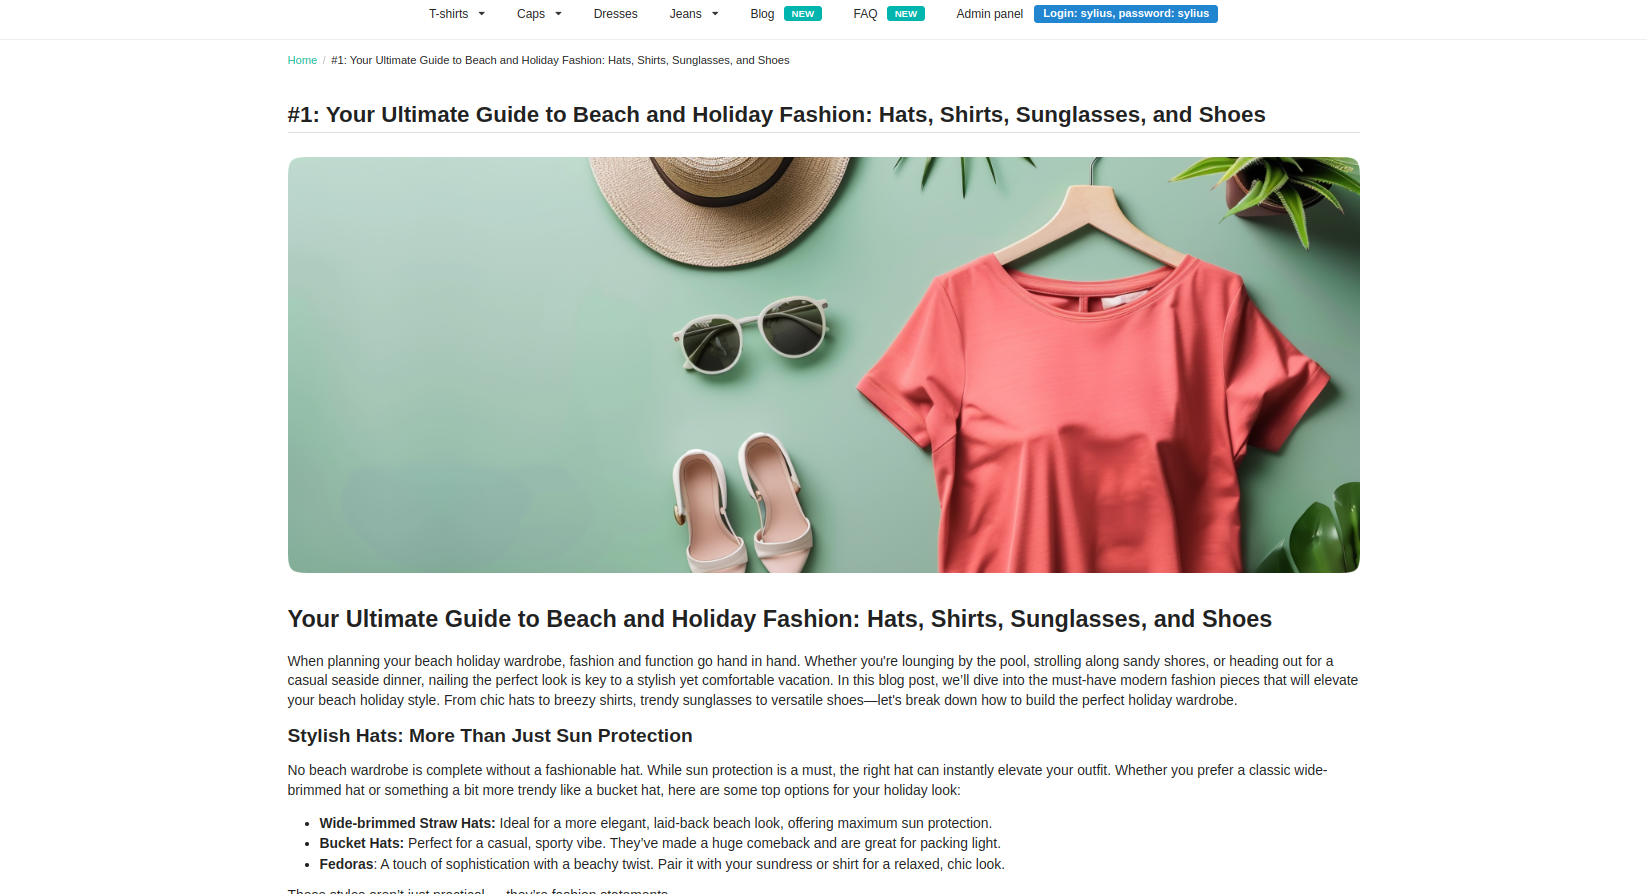 T-shirts Caps Dresses Jeans Blog NEW FAQ NEW Admin panel Login: sylius, password: sylius
Home / #1: Your Ultimate Guide to Beach and Holiday Fashion: Hats, Shirts, Sunglasses, and Shoes
#1: Your Ultimate Guide to Beach and Holiday Fashion: Hats, Shirts, Sunglasses, and Shoes
Your Ultimate Guide to Beach and Holiday Fashion: Hats, Shirts, Sunglasses, and Shoes
When planning your beach holiday wardrobe, fashion and function go hand in hand. Whether you're lounging by the pool, strolling along sandy shores, or heading out for a
casual seaside dinner, nailing the perfect look is key to a stylish yet comfortable vacation. In this blog post, we’ll dive into the must-have modern fashion pieces that will elevate
your beach holiday style. From chic hats to breezy shirts, trendy sunglasses to versatile shoes—let's break down how to build the perfect holiday wardrobe.
Stylish Hats: More Than Just Sun Protection
No beach wardrobe is complete without a fashionable hat. While sun protection is a must, the right hat can instantly elevate your outfit. Whether you prefer a classic wide-
brimmed hat or something a bit more trendy like a bucket hat, here are some top options for your holiday look:
• Wide-brimmed Straw Hats: Ideal for a more elegant, laid-back beach look, offering maximum sun protection.
• Bucket Hats: Perfect for a casual, sporty vibe. They’ve made a huge comeback and are great for packing light.
• Fedoras: A touch of sophistication with a beachy twist. Pair it with your sundress or shirt for a relaxed, chic look.
These styles aren’t just practical — they’re fashion statements.